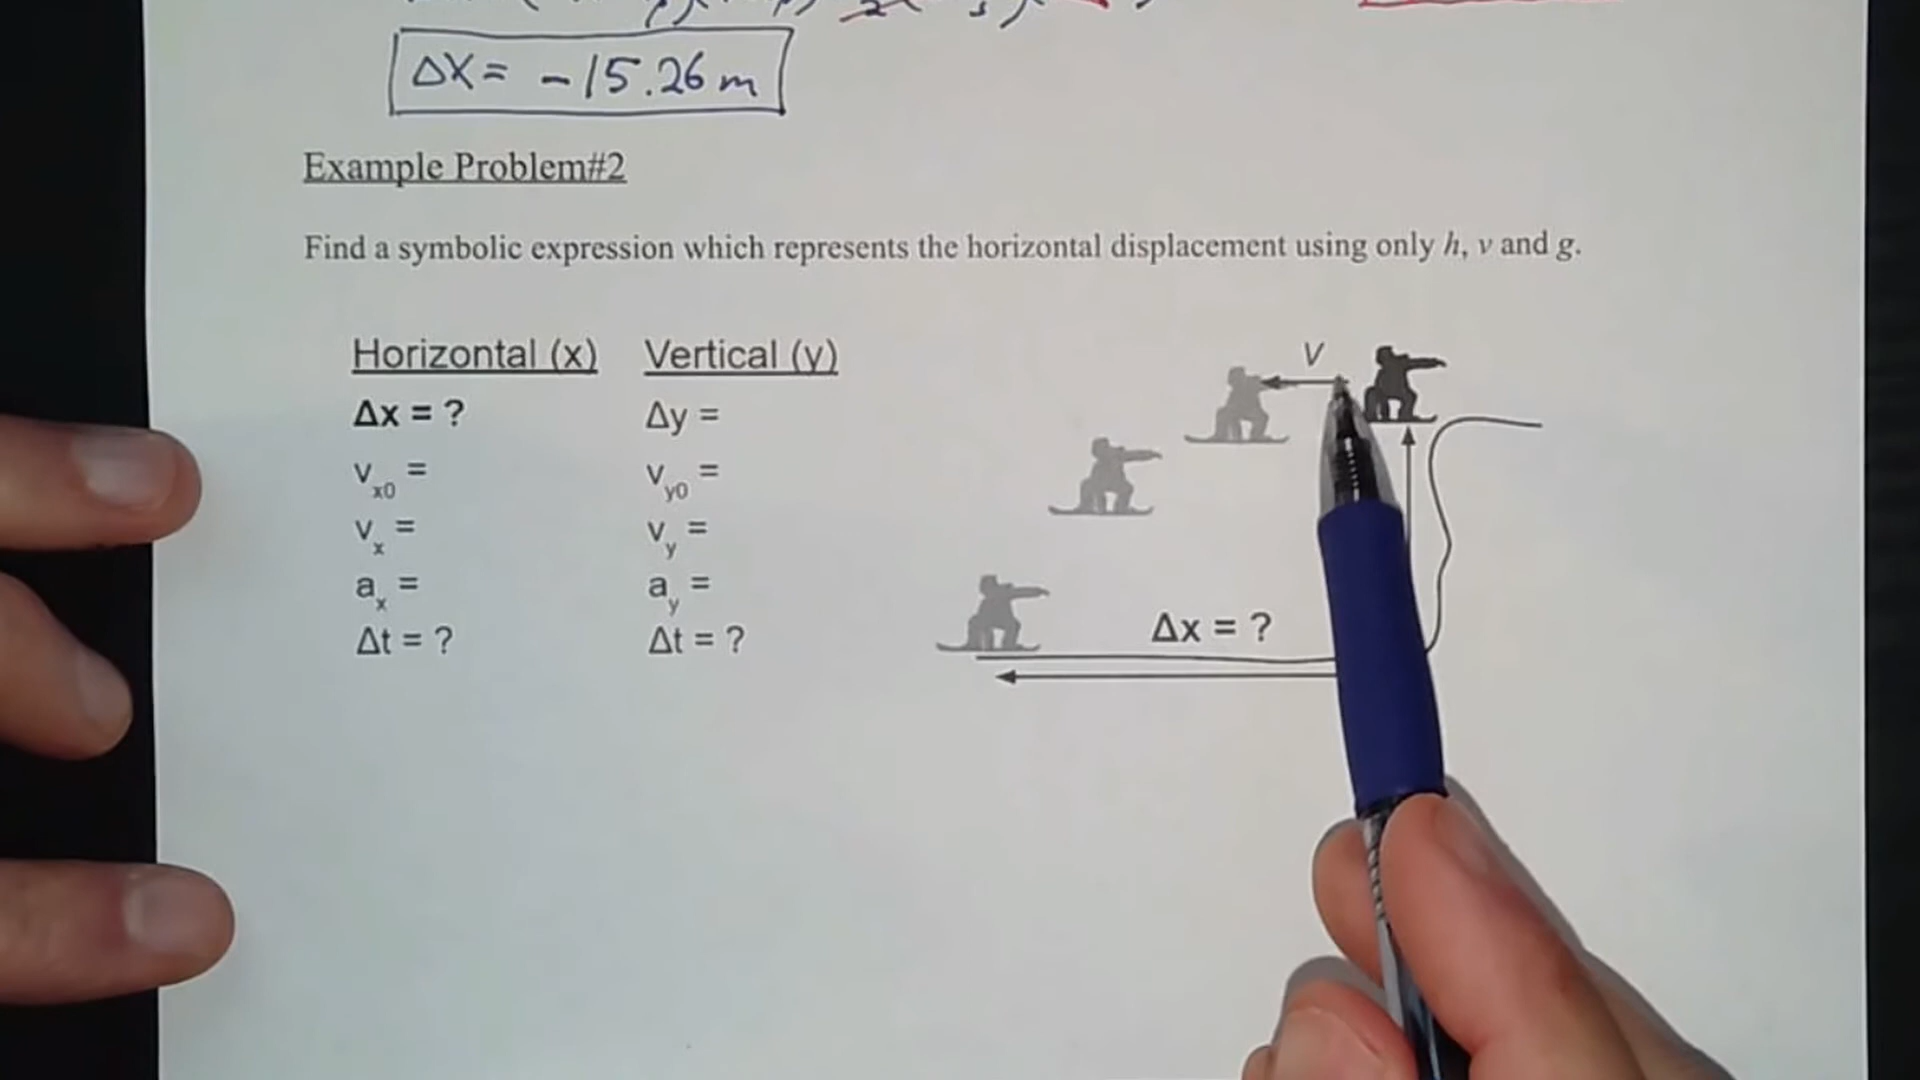 ΔX = -15.26 m
Example Problem#2
Find a symbolic expression which represents the horizontal displacement using only h, v and g.
Horizontal (x) Vertical (y)
Δx = ? Δy =
vx0 = vy0 =
vx = vy =
ax = ay =
Δt = ? Δt = ?
V
Δx = ?